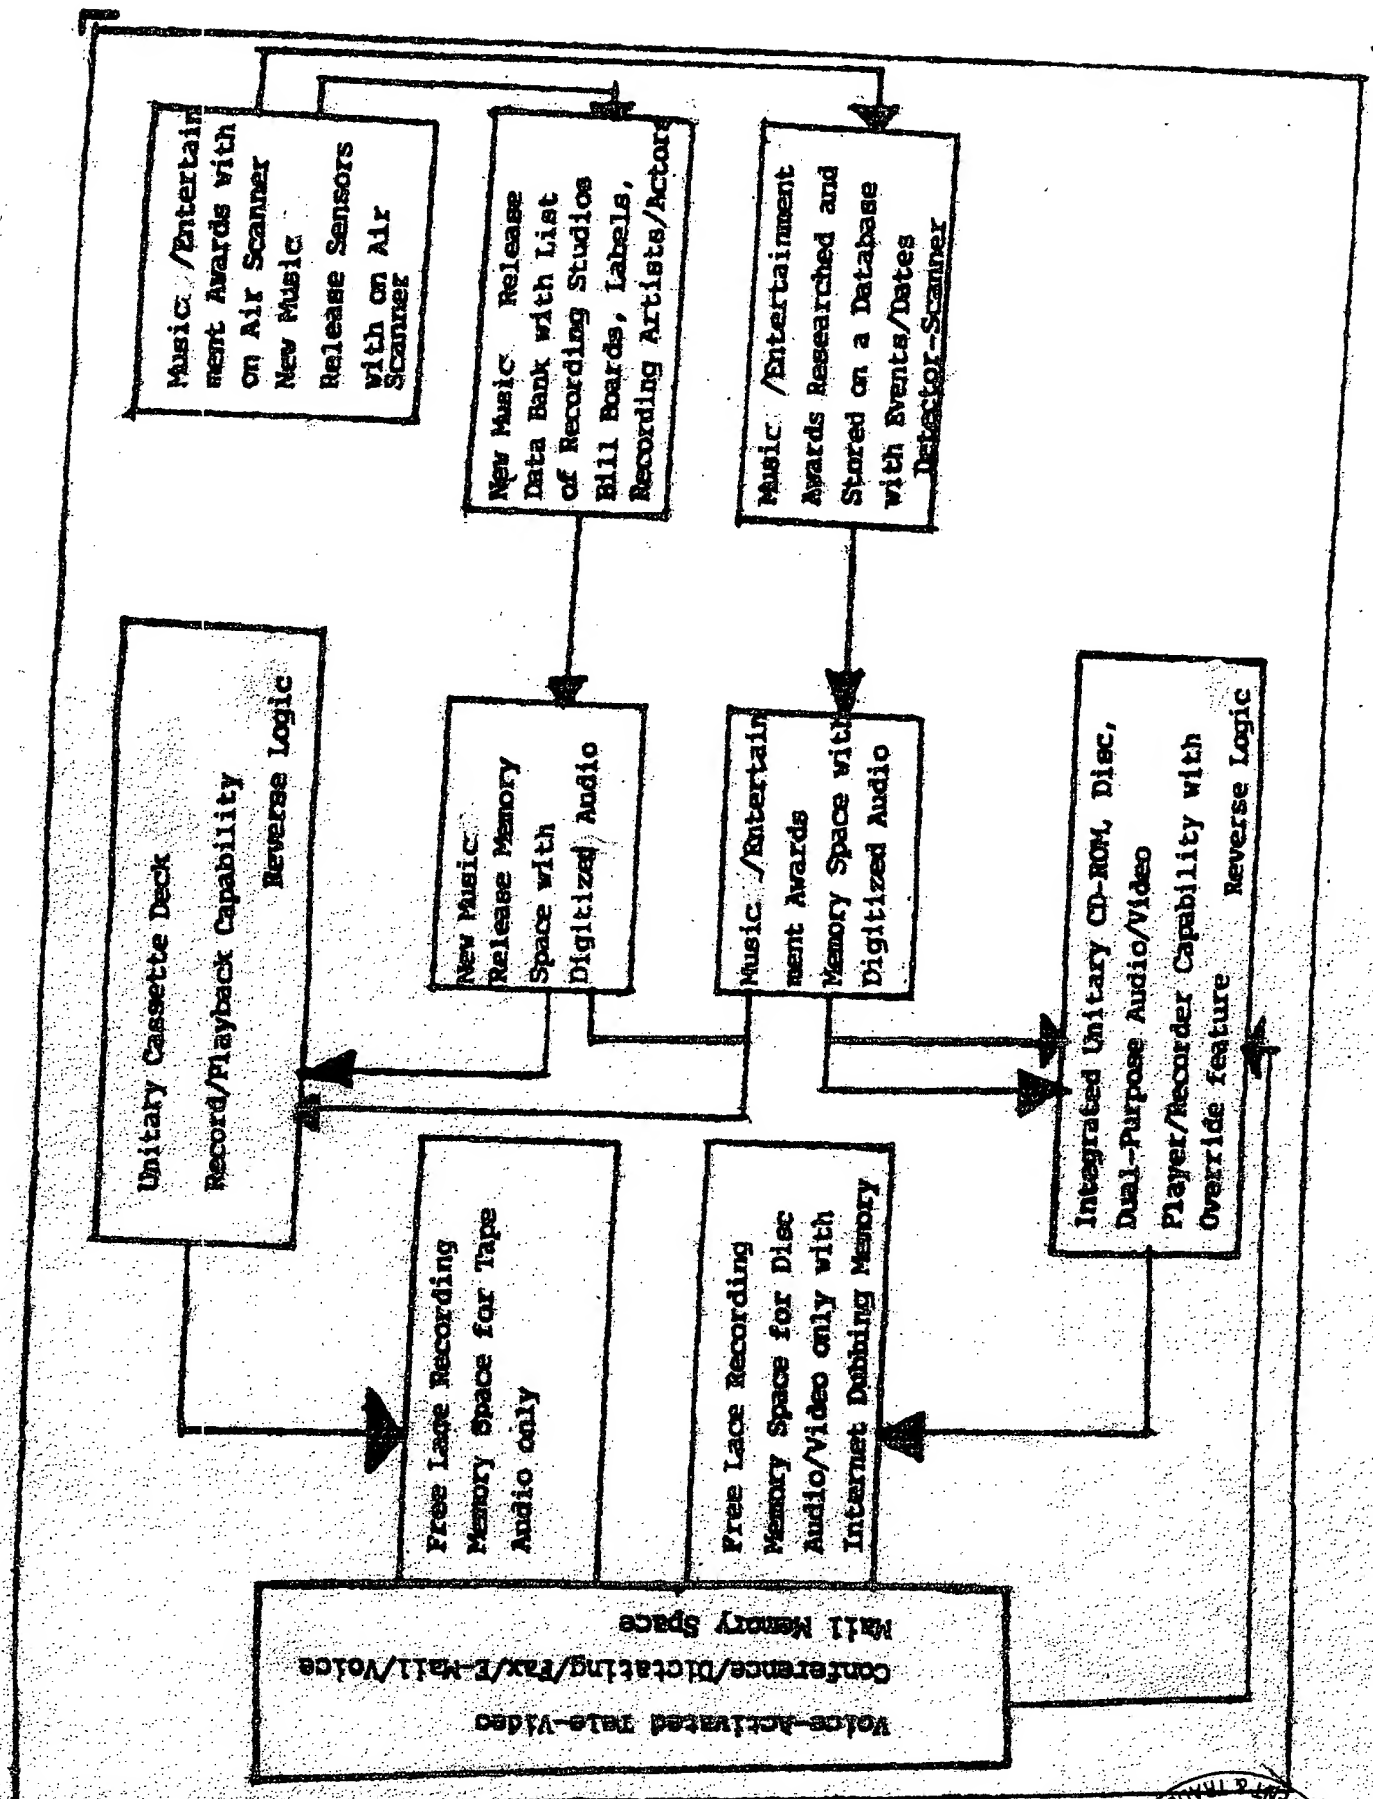 Music /Entertain
ment Awards with
on Air Scanner
New Music
Release Sensors
with on Air
Scanner
New Music Release
Data Bank with List
of Recording Studios
Bill Boards, Labels,
Recording Artists/Actors
Music /Entertainment
Awards Researched and
Stored on a Database
with Events/Dates
Detector-Scanner
Unitary Cassette Deck
Record/Playback Capability
Reverse Logic
New Music
Release Memory
Space with
Digitized Audio
Music /Entertain
ment Awards
Memory Space with
Digitized Audio
Integrated Unitary CD-ROM, Disc,
Dual-Purpose Audio/Video
Player/Recorder Capability with
Override feature
Reverse Logic
Free Lace Recording
Memory Space for Tape
Audio only
Free Lace Recording
Memory Space for Disc
Audio/Video only with
Internet Dubbing Memory
Voice-Activated Tele-Video
Conference/Dictating/Fax/E-Mail/Voice
Mail Memory Space